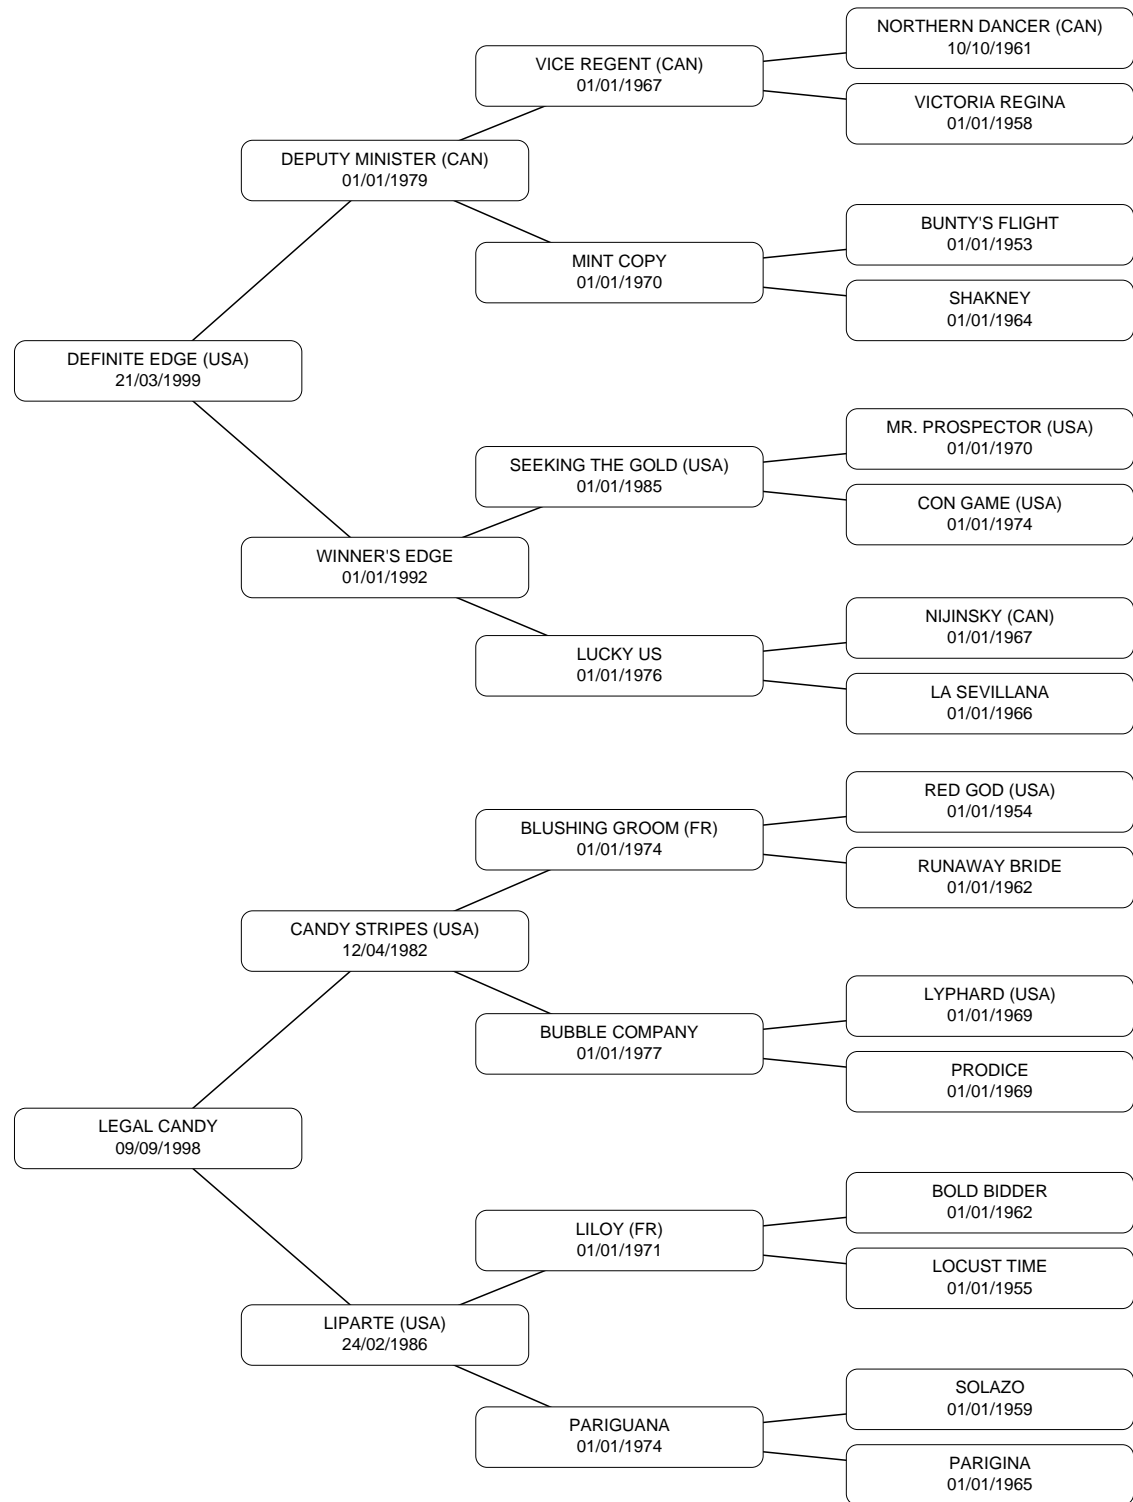 NORTHERN DANCER (CAN)
10/10/1961
VICE REGENT (CAN)
01/01/1967
VICTORIA REGINA
01/01/1958
DEPUTY MINISTER (CAN)
01/01/1979
BUNTY'S FLIGHT
01/01/1953
MINT COPY
01/01/1970
SHAKNEY
01/01/1964
DEFINITE EDGE (USA)
21/03/1999
MR. PROSPECTOR (USA)
01/01/1970
SEEKING THE GOLD (USA)
01/01/1985
CON GAME (USA)
01/01/1974
WINNER'S EDGE
01/01/1992
NIJINSKY (CAN)
01/01/1967
LUCKY US
01/01/1976
LA SEVILLANA
01/01/1966
RED GOD (USA)
01/01/1954
BLUSHING GROOM (FR)
01/01/1974
RUNAWAY BRIDE
01/01/1962
CANDY STRIPES (USA)
12/04/1982
LYPHARD (USA)
01/01/1969
BUBBLE COMPANY
01/01/1977
PRODICE
01/01/1969
LEGAL CANDY
09/09/1998
BOLD BIDDER
01/01/1962
LILOY (FR)
01/01/1971
LOCUST TIME
01/01/1955
LIPARTE (USA)
24/02/1986
SOLAZO
01/01/1959
PARIGUANA
01/01/1974
PARIGINA
01/01/1965